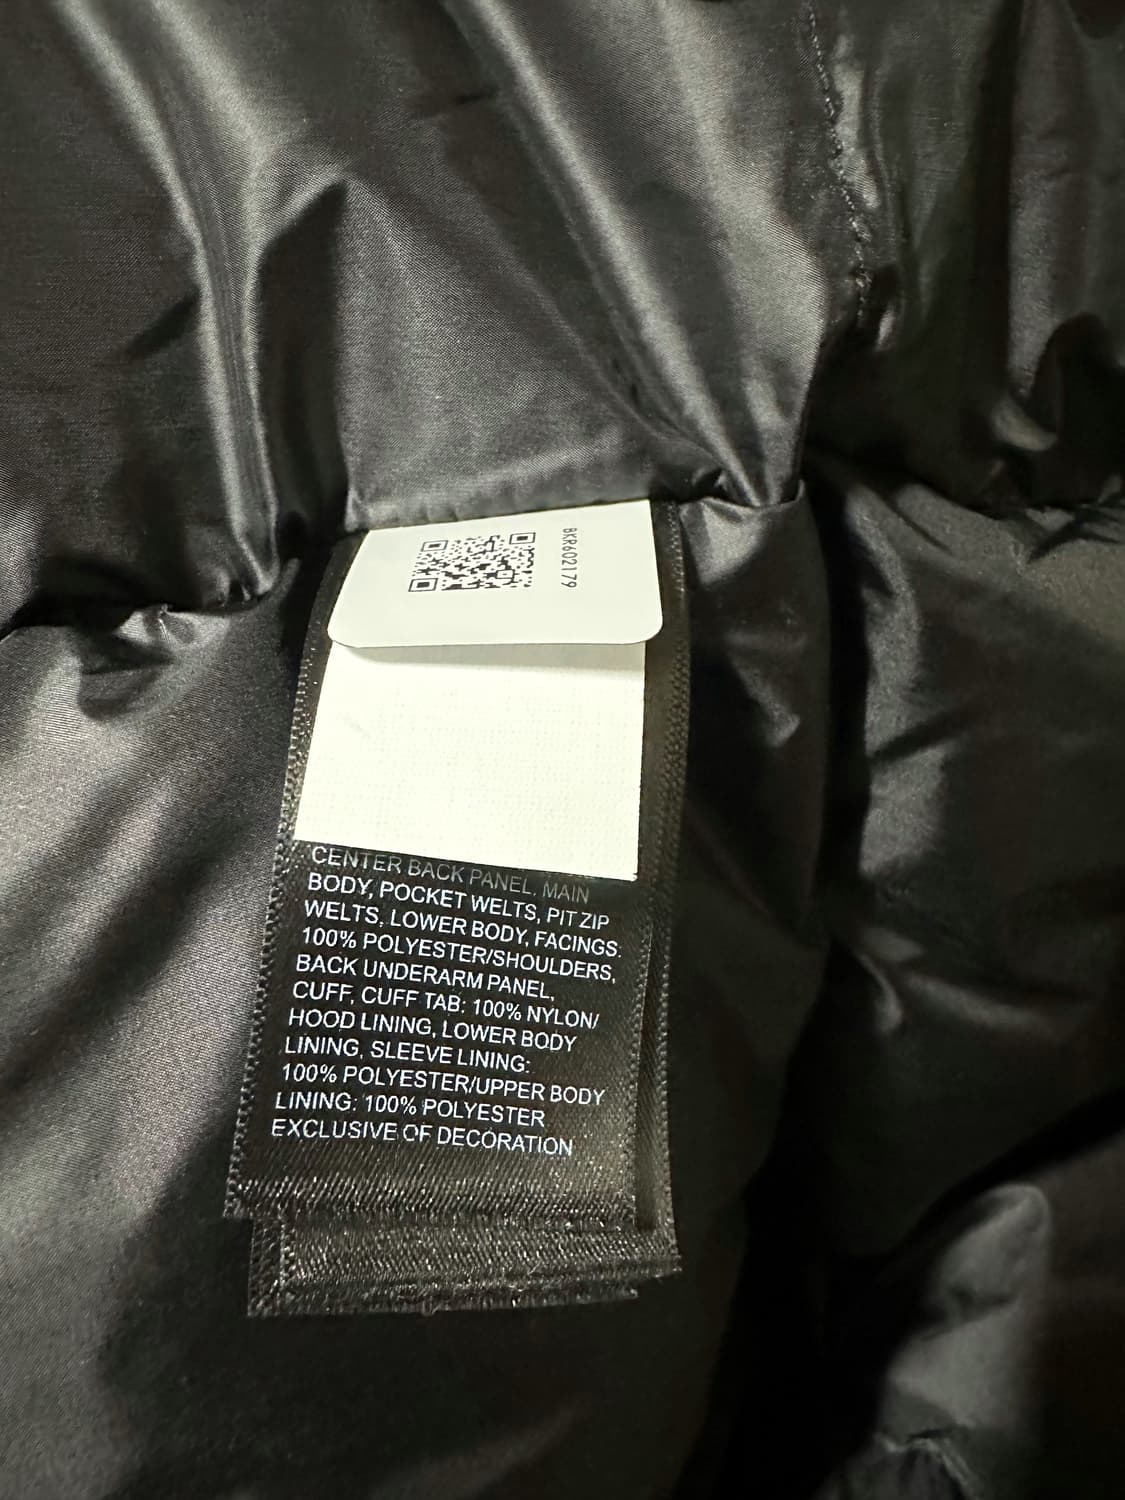 BKR602179
CENTER BACK PANEL, MAIN
BODY, POCKET WELTS, PIT ZIP
WELTS, LOWER BODY, FACINGS:
100% POLYESTER/SHOULDERS,
BACK UNDERARM PANEL,
CUFF, CUFF TAB: 100% NYLON/
HOOD LINING, LOWER BODY
LINING, SLEEVE LINING:
100% POLYESTER/UPPER BODY
LINING: 100% POLYESTER
EXCLUSIVE OF DECORATION